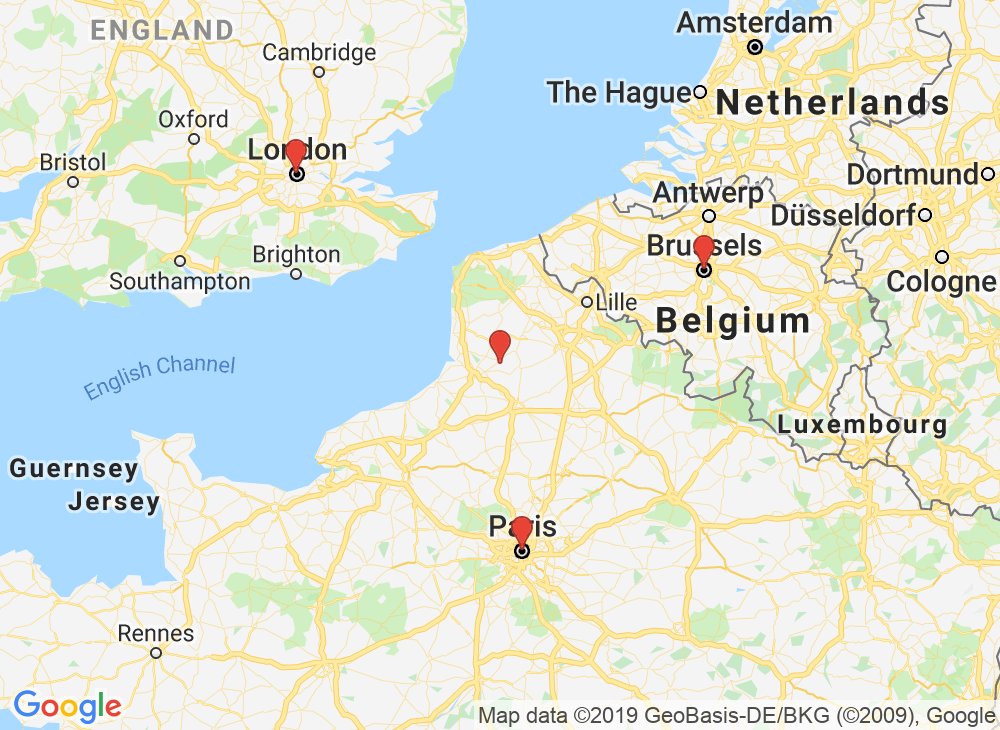 ENGLAND
Amsterdam
Cambridge
The Hague
Netherlands
Oxford
London
Bristol
Dortmund
Antwerp
Düsseldorf
Brussels
Brighton
Southampton
Cologne
Lille
Belgium
English Channel
Luxembourg
Guernsey
Jersey
Paris
Rennes
Google
Map data ©2019 GeoBasis-DE/BKG (©2009), Google